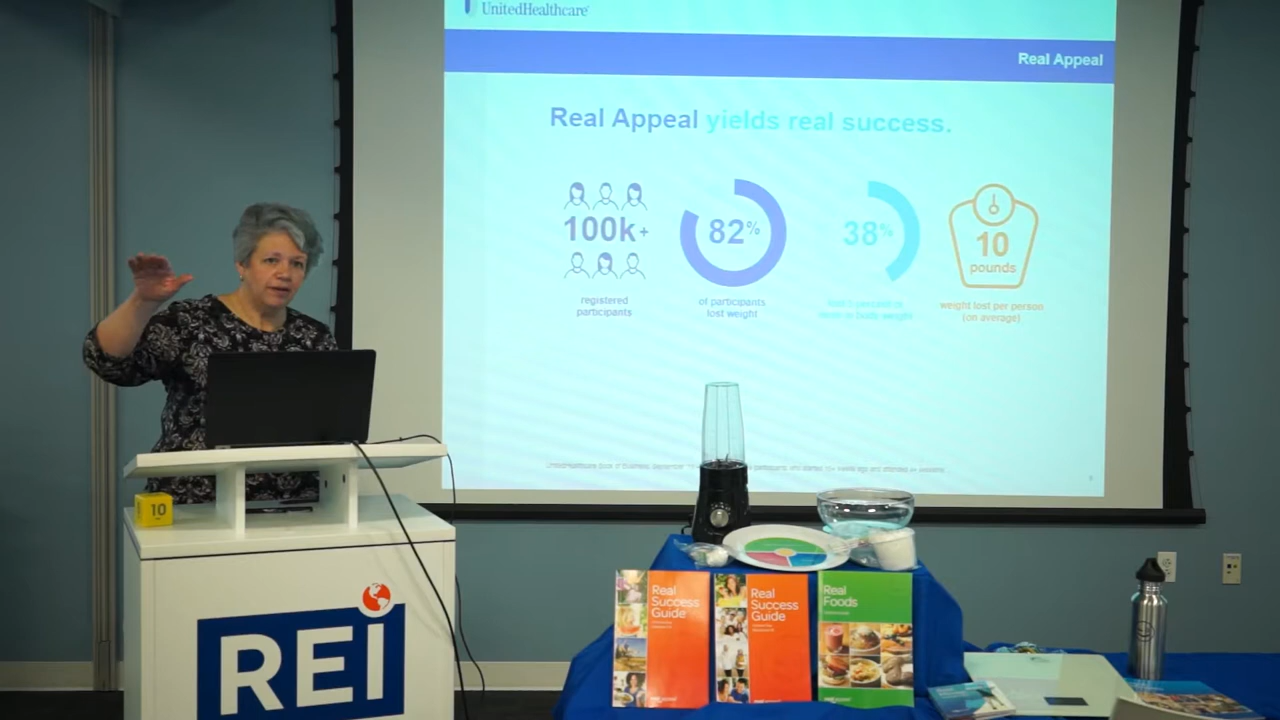 UnitedHealthcare
Real Appeal
Real Appeal yields real success.
100k+
registered
participants
82%
of participants
lost weight
38%
10
pounds
weight lost per person
(on average)
10
REI
Real
Success
Guide
Real
Success
Guide
Real
Foods